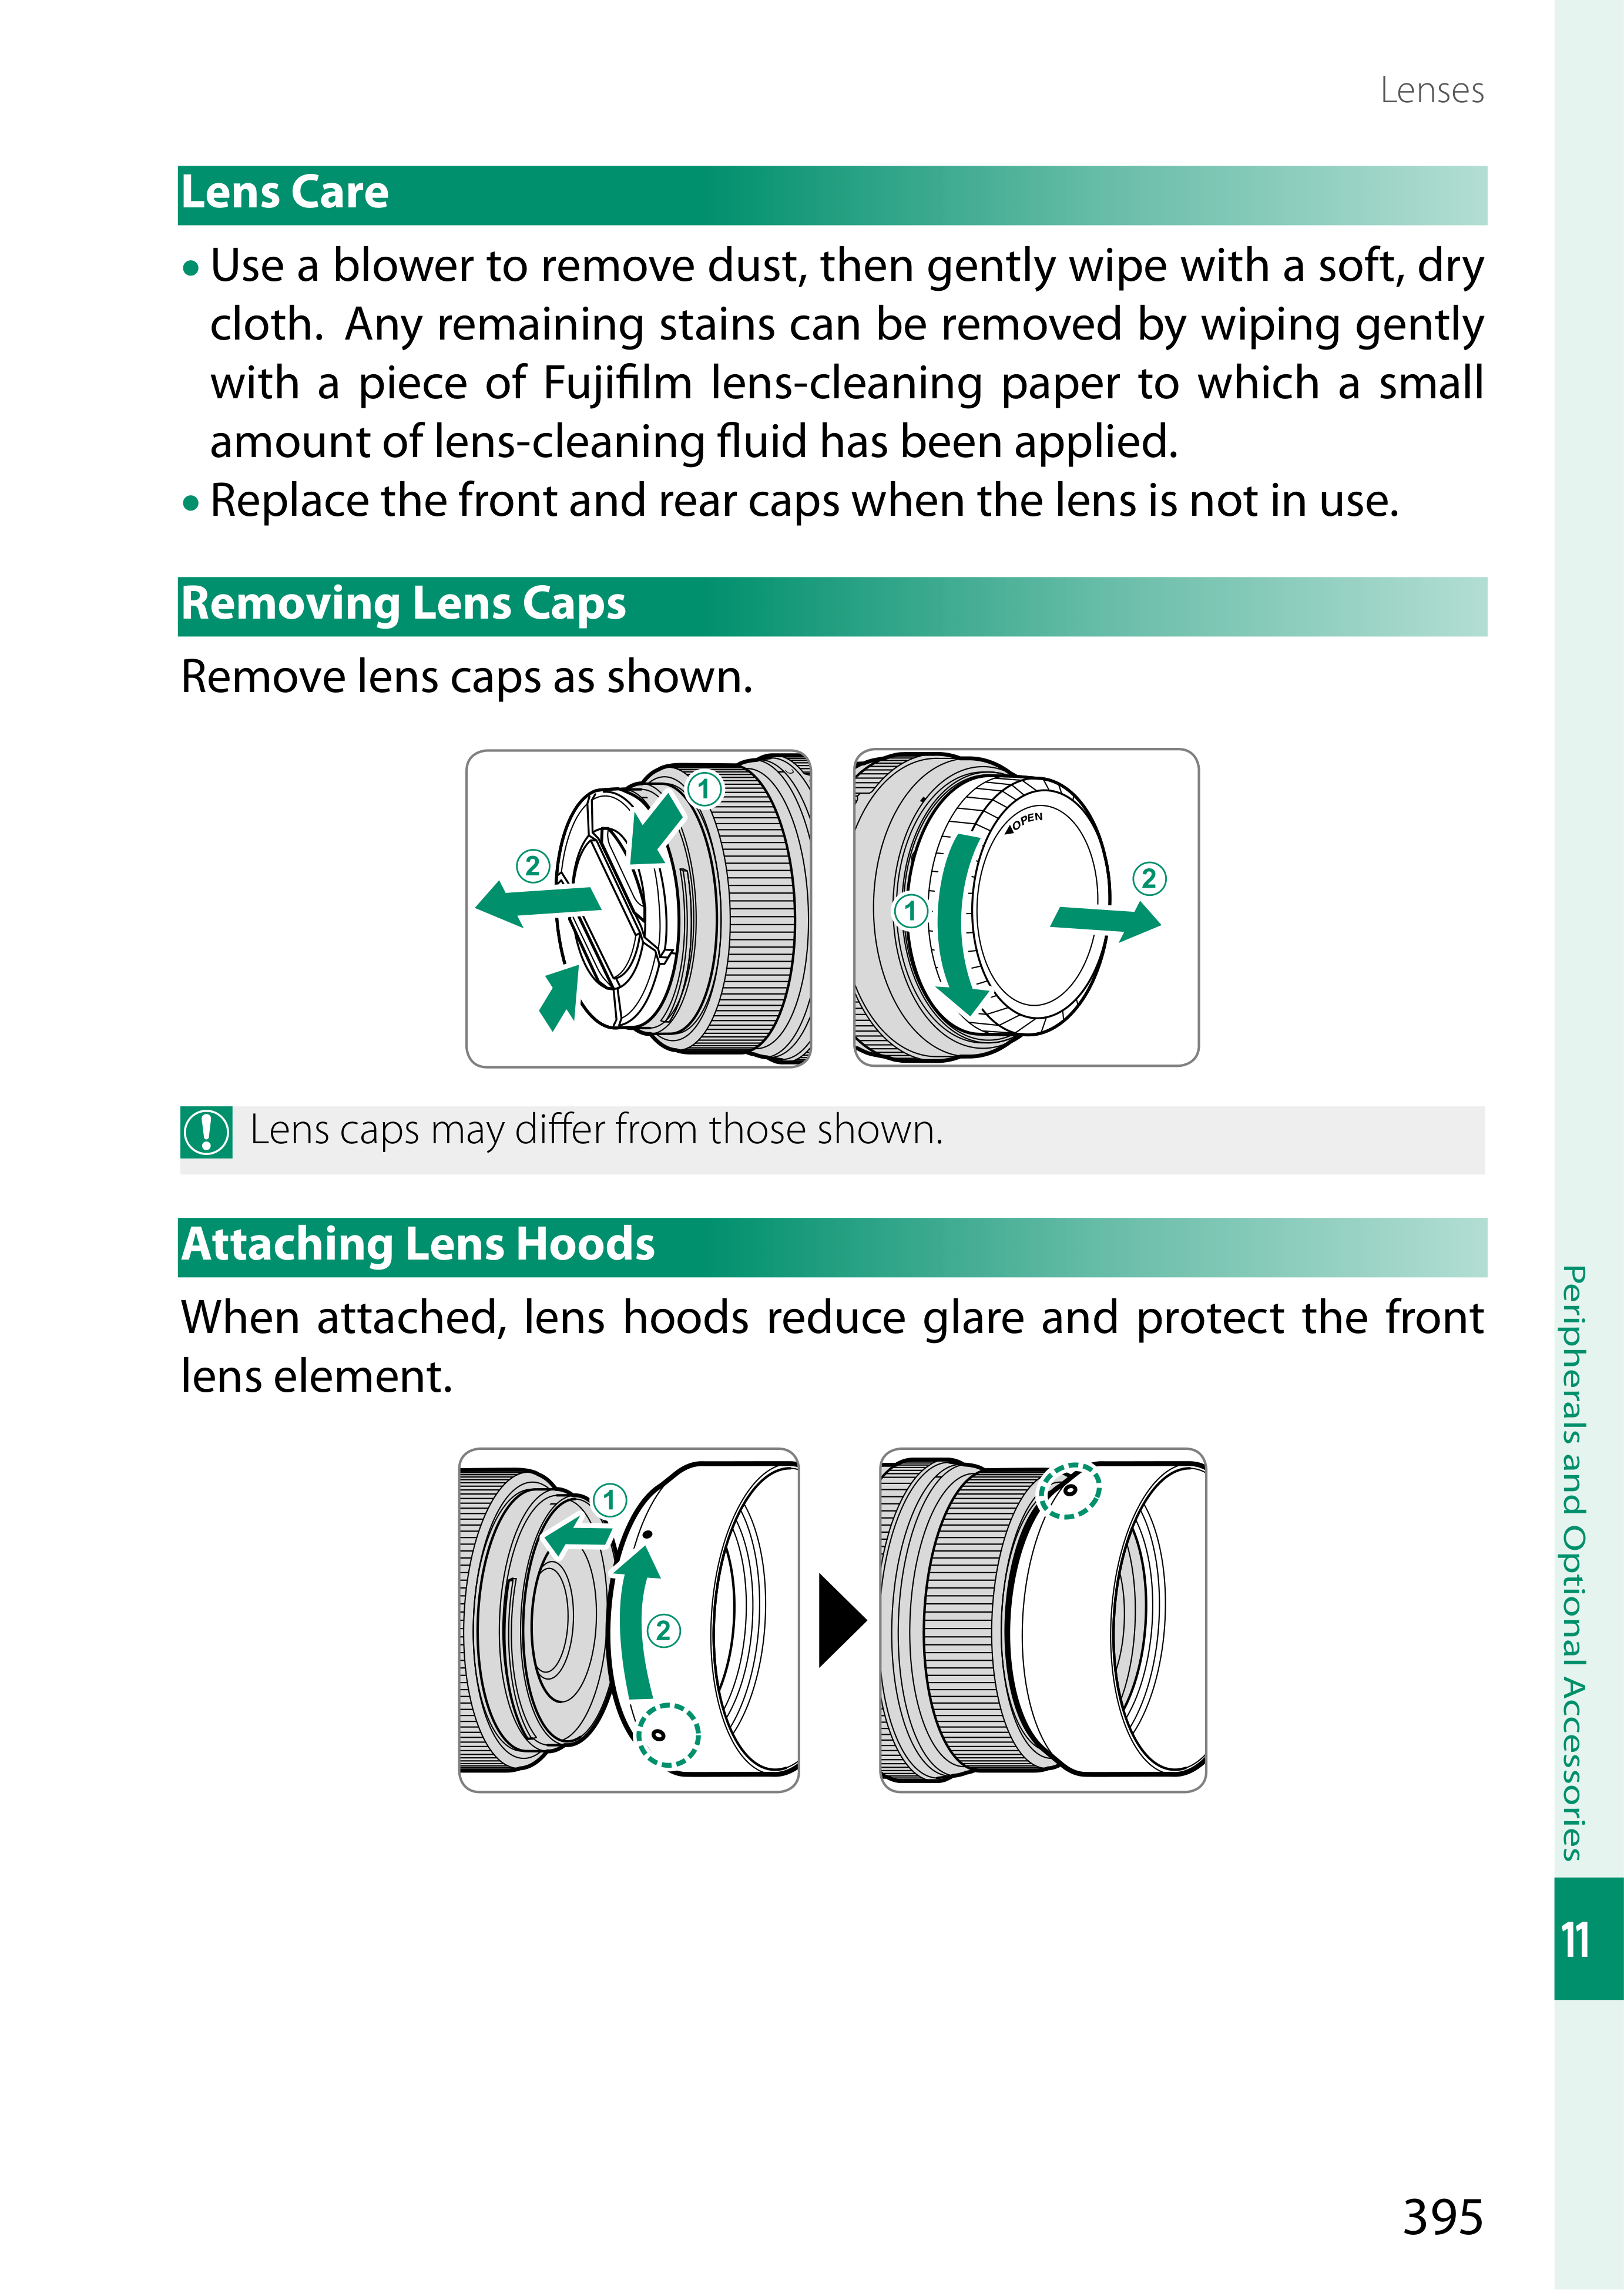 Lenses
Lens Care
• Use a blower to remove dust, then gently wipe with a soft, dry
cloth. Any remaining stains can be removed by wiping gently
with a piece of Fujifilm lens-cleaning paper to which a small
amount of lens-cleaning fluid has been applied.
• Replace the front and rear caps when the lens is not in use.
Removing Lens Caps
Remove lens caps as shown.
①
②
◀OPEN
①
②
Lens caps may differ from those shown.
Attaching Lens Hoods
When attached, lens hoods reduce glare and protect the front
lens element.
①
②
Peripherals and Optional Accessories
11
395